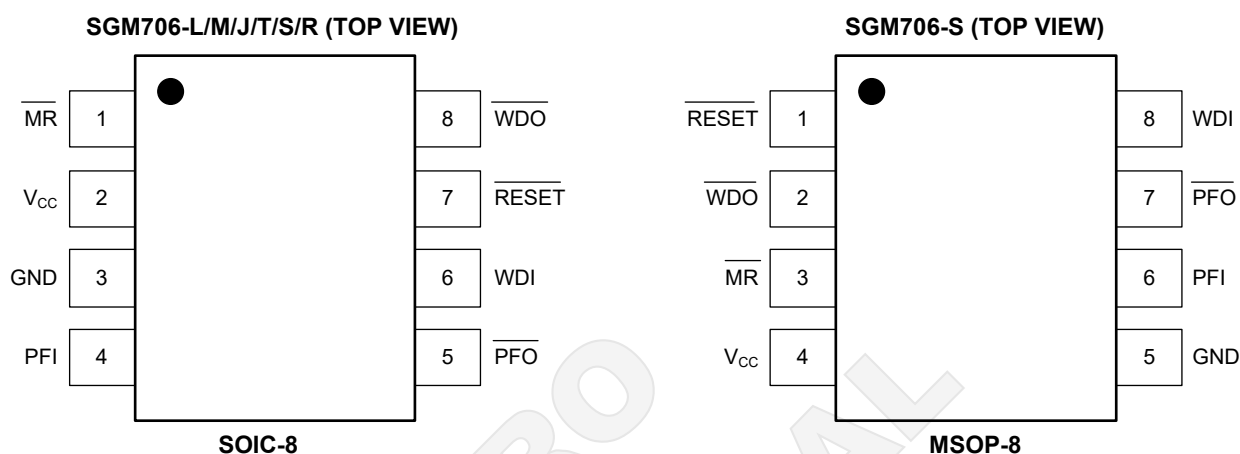 SGM706-L/M/J/T/S/R (TOP VIEW)
MR 1 8 WDO
VCC 2 7 RESET
GND 3 6 WDI
PFI 4 5 PFO
SOIC-8
SGM706-S (TOP VIEW)
RESET 1 8 WDI
WDO 2 7 PFO
MR 3 6 PFI
VCC 4 5 GND
MSOP-8